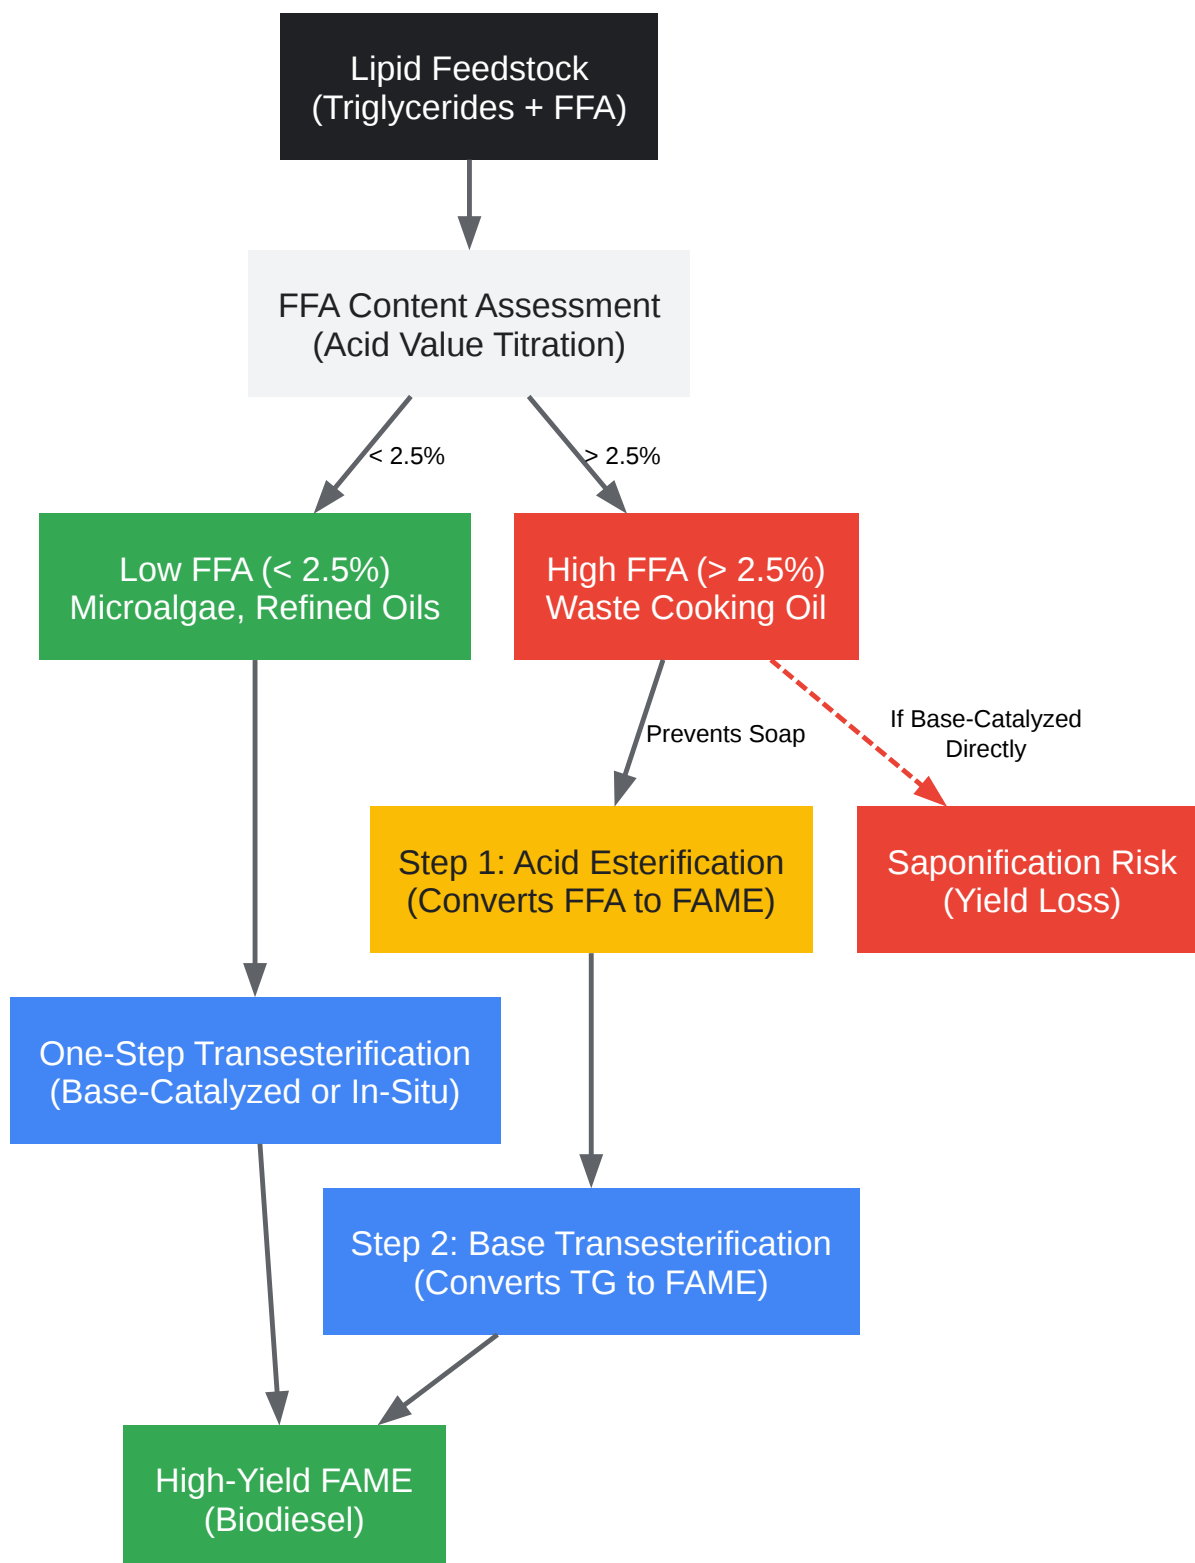 Lipid Feedstock
(Triglycerides + FFA)
FFA Content Assessment
(Acid Value Titration)
< 2.5%
> 2.5%
Low FFA (< 2.5%)
Microalgae, Refined Oils
High FFA (> 2.5%)
Waste Cooking Oil
Prevents Soap
If Base-Catalyzed
Directly
Step 1: Acid Esterification
(Converts FFA to FAME)
Saponification Risk
(Yield Loss)
One-Step Transesterification
(Base-Catalyzed or In-Situ)
Step 2: Base Transesterification
(Converts TG to FAME)
High-Yield FAME
(Biodiesel)